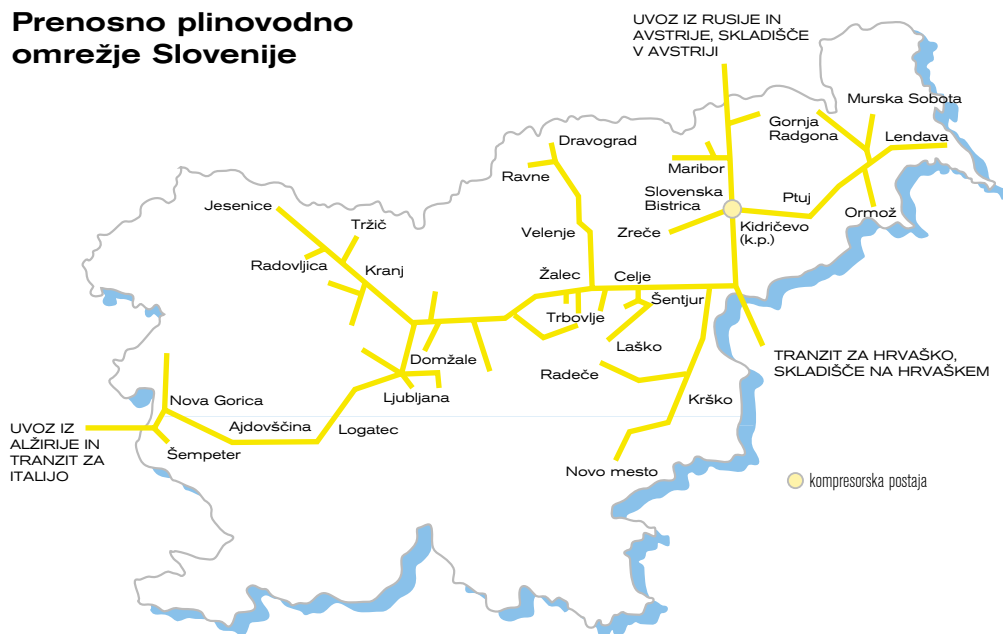 Prenosno plinovodno
omrežje Slovenije
UVOZ IZ RUSIJE IN
AVSTRIJE, SKLADIŠČE
V AVSTRIJI
Murska Sobota
Gornja
Radgona
Lendava
Dravograd
Maribor
Ravne
Slovenska
Bistrica
Ptuj
Jesenice
Ormož
Tržič
Velenje
Zreče
Kidričevo
(k.p.)
Radovljica
Kranj
Žalec
Celje
Šentjur
Trbovlje
Laško
Domžale
TRANZIT ZA HRVAŠKO,
SKLADIŠČE NA HRVAŠKEM
Radeče
Ljubljana
Krško
Nova Gorica
Ajdovščina
Logatec
UVOZ IZ
ALŽIRIJE IN
TRANZIT ZA
ITALIJO
Šempeter
Novo mesto
kompresorska postaja